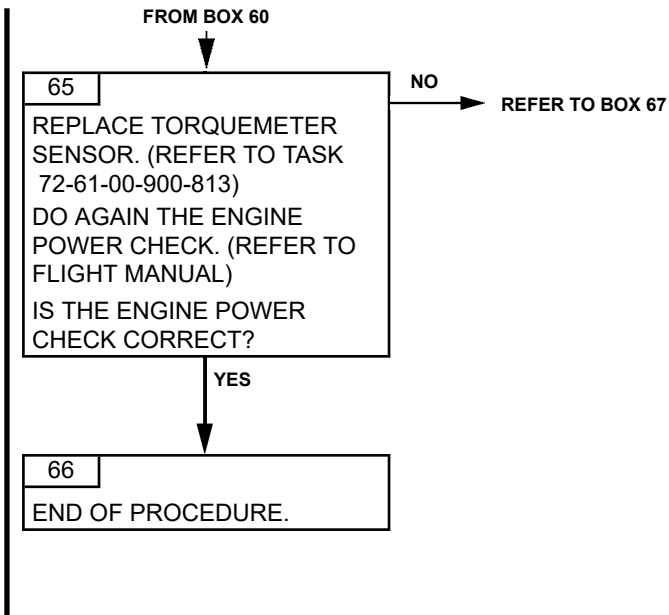 FROM BOX 60
65
NO
REFER TO BOX 67
REPLACE TORQUEMETER
SENSOR. (REFER TO TASK
72-61-00-900-813)
DO AGAIN THE ENGINE
POWER CHECK. (REFER TO
FLIGHT MANUAL)
IS THE ENGINE POWER
CHECK CORRECT?
YES
66
END OF PROCEDURE.